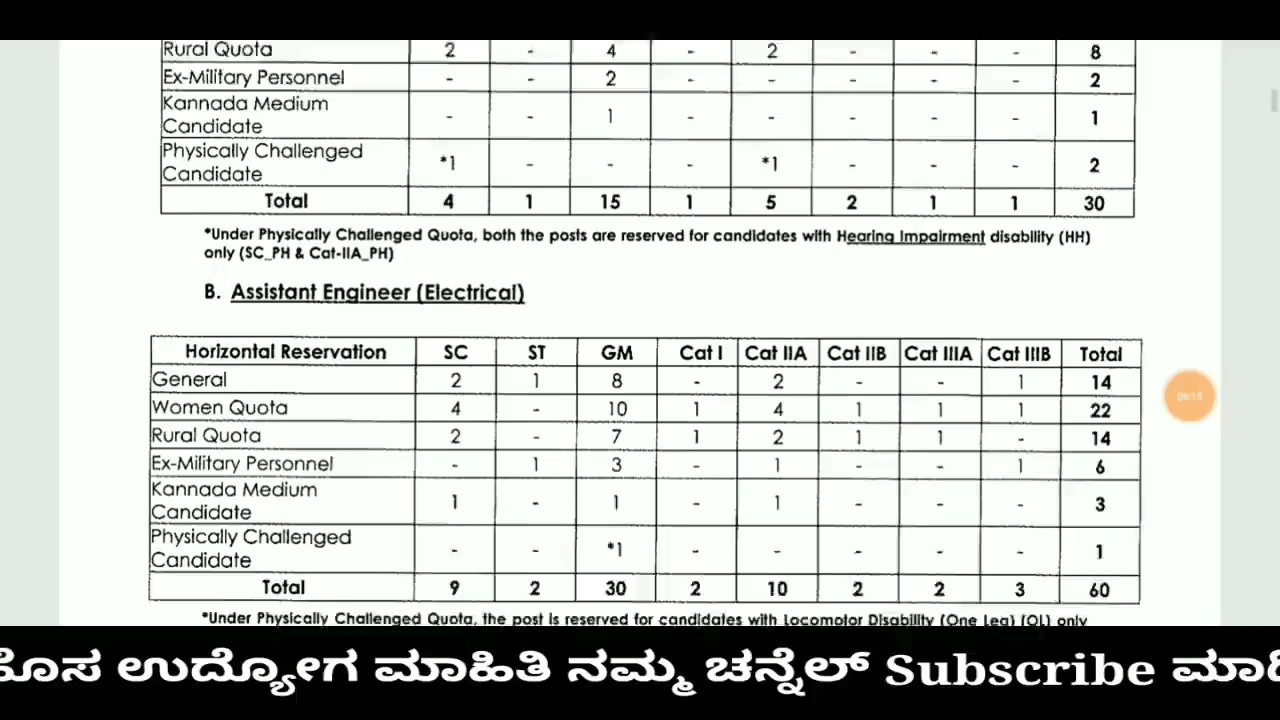 Rural Quota 2 - 4 - 2 - - - 8
Ex-Military Personnel - - 2 - - - - - 2
Kannada Medium
Candidate - - 1 - - - - - 1
Physically Challenged
Candidate *1 - - - *1 - - - 2
Total 4 1 15 1 5 2 1 1 30
*Under Physically Challenged Quota, both the posts are reserved for candidates with Hearing Impairment disability (HH)
only (SC_PH & Cat-IIA_PH)
B. Assistant Engineer (Electrical)
Horizontal Reservation SC ST GM Cat I Cat IIA Cat IIB Cat IIIA Cat IIIB Total
General 2 1 8 - 2 - - 1 14
Women Quota 4 - 10 1 4 1 1 1 22
Rural Quota 2 - 7 1 2 1 1 - 14
Ex-Military Personnel - 1 3 - 1 - - 1 6
Kannada Medium
Candidate 1 - 1 - 1 - - - 3
Physically Challenged
Candidate - - *1 - - - - - 1
Total 9 2 30 2 10 2 2 3 60
*Under Physically Challenged Quota, the post is reserved for candidates with Locomotor Disability (One Leg) (OL) only
ಹೊಸ ಉದ್ಯೋಗ ಮಾಹಿತಿ ನಮ್ಮ ಚನ್ನೆಲ್ Subscribe